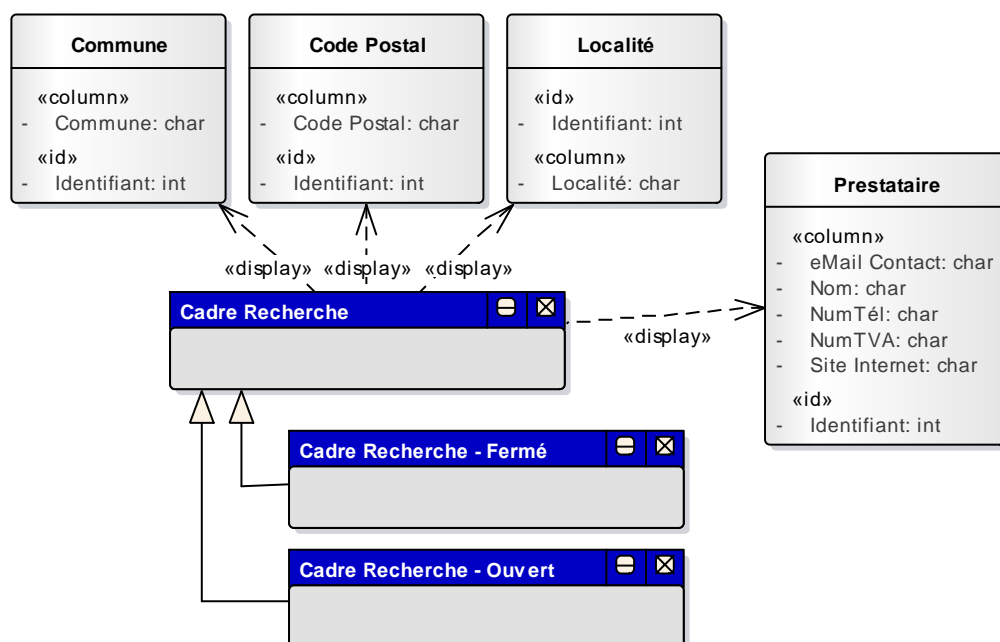 Commune
«column»
- Commune: char
«id»
- Identifiant: int
Code Postal
«column»
- Code Postal: char
«id»
- Identifiant: int
Localité
«id»
- Identifiant: int
«column»
- Localité: char
Prestataire
«column»
- eMail Contact: char
- Nom: char
- NumTél: char
- NumTVA: char
- Site Internet: char
«id»
- Identifiant: int
«display»
«display»
«display»
«display»
Cadre Recherche
Cadre Recherche - Fermé
Cadre Recherche - Ouvert